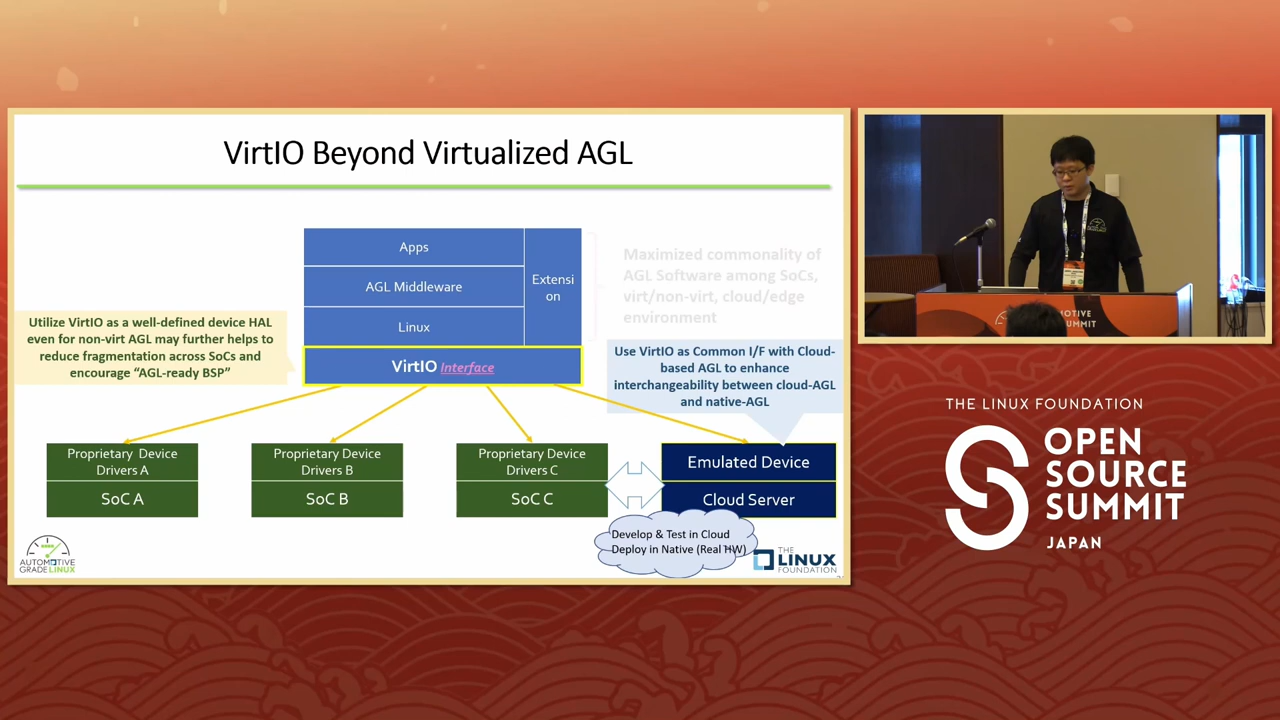 VirtIO Beyond Virtualized AGL
Apps
AGL Middleware
Linux
Extensi
on
VirtIO Interface
Maximized commonality of
AGL Software among SoCs,
virt/non-virt, cloud/edge
environment
Utilize VirtIO as a well-defined device HAL
even for non-virt AGL may further helps to
reduce fragmentation across SoCs and
encourage “AGL-ready BSP”
Use VirtIO as Common I/F with Cloud-
based AGL to enhance
interchangeability between cloud-AGL
and native-AGL
Proprietary Device
Drivers A
SoC A
Proprietary Device
Drivers B
SoC B
Proprietary Device
Drivers C
SoC C
Emulated Device
Cloud Server
Develop & Test in Cloud
Deploy in Native (Real HW)
AUTOMOTIVE
GRADELINUX
THE
LINUX
FOUNDATION
MOTIVE
SUMMIT
THE LINUX FOUNDATION
OPEN
SOURCE
SUMMIT
JAPAN